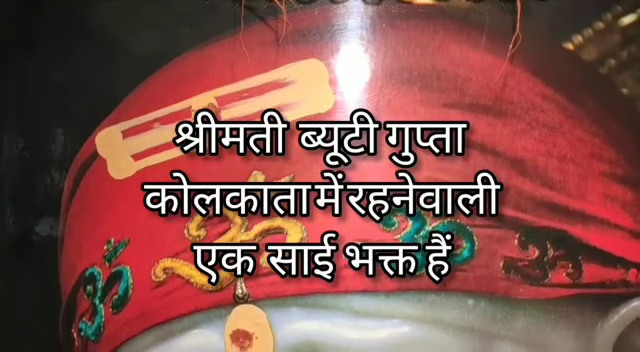 श्रीमती ब्यूटी गुप्ता
कोलकाता में रहनेवाली
एक साई भक्त हैं
ॐ ॐ ॐ ॐ